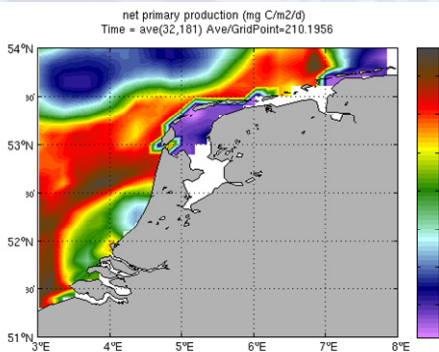 net primary production (mg C/m2/d)
Time = ave(32,181) Ave/GridPoint=210.1956
54°N
30'
53°N
30'
52°N
30'
51°N
3°E 4°E 5°E 6°E 7°E 8°E